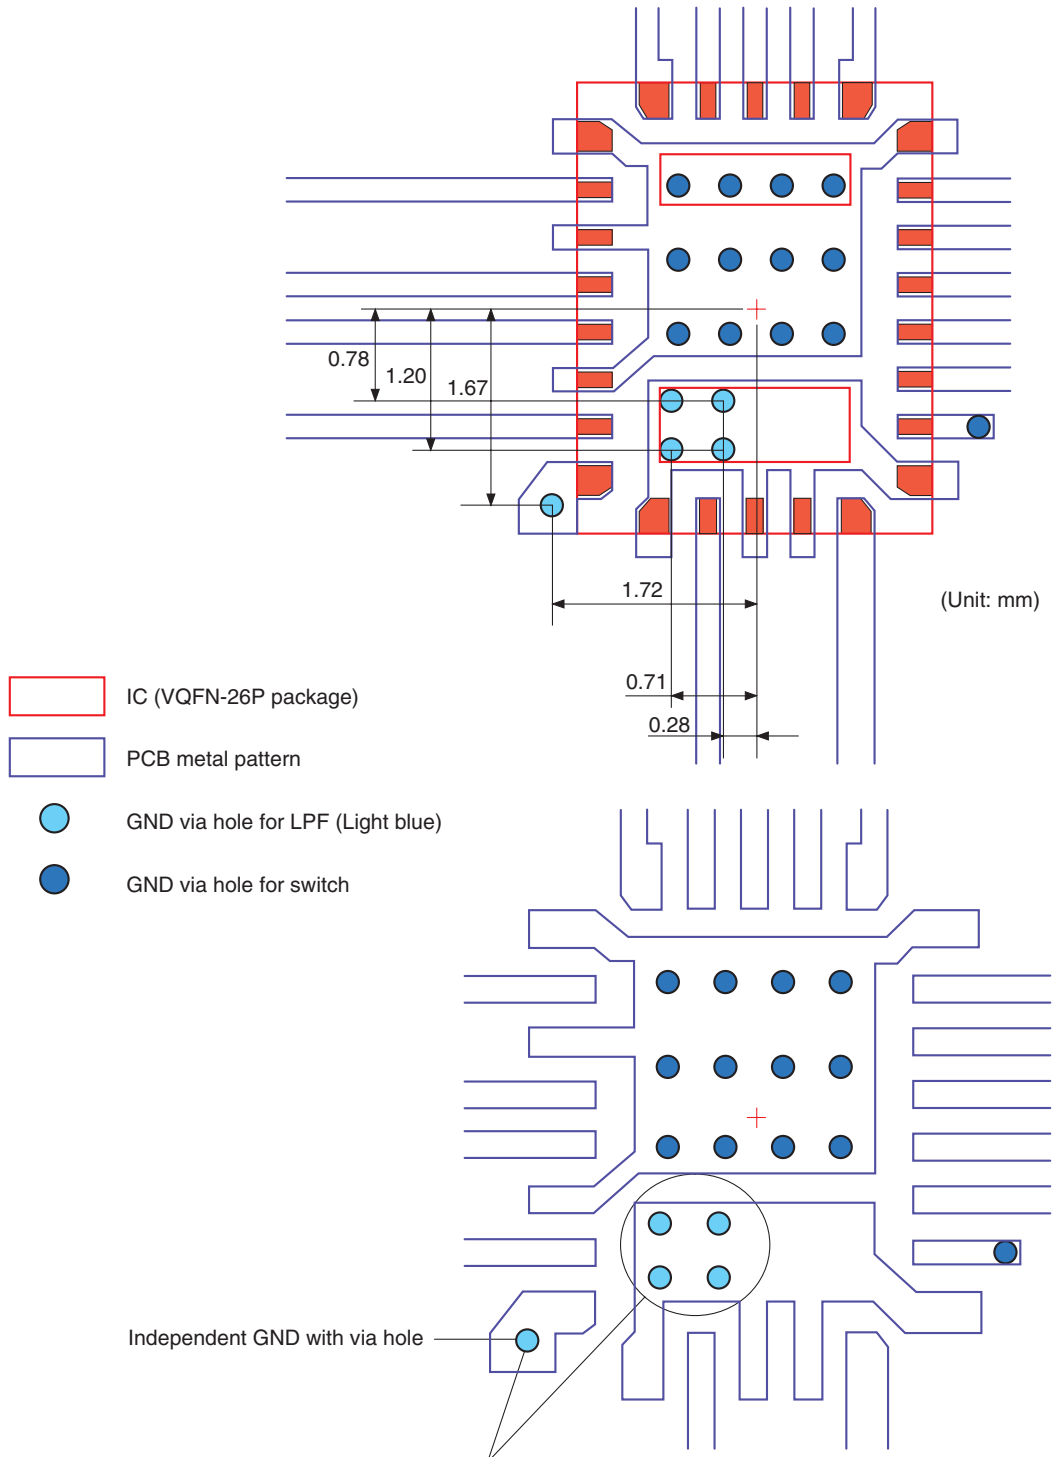 0.78
1.20
1.67
1.72
(Unit: mm)
0.71
0.28
IC (VQFN-26P package)
PCB metal pattern
GND via hole for LPF (Light blue)
GND via hole for switch
Independent GND with via hole